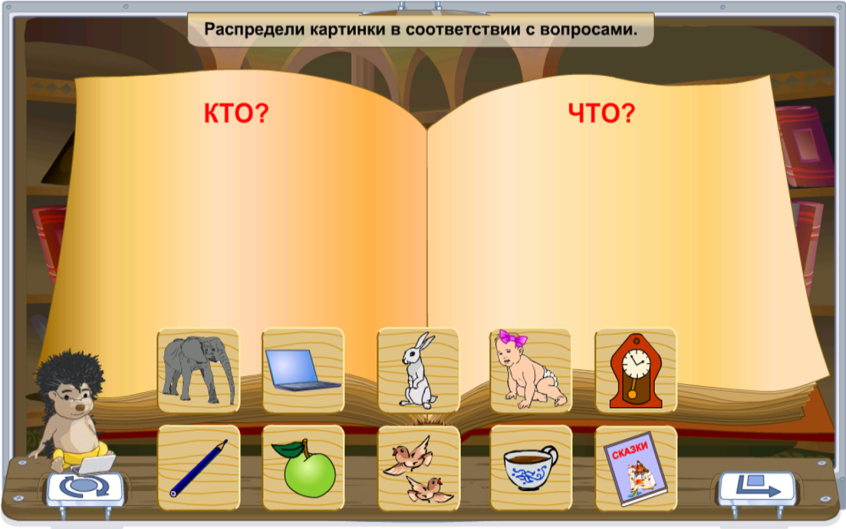 Распредели картинки в соответствии с вопросами.
КТО?
ЧТО?
СКАЗКИ